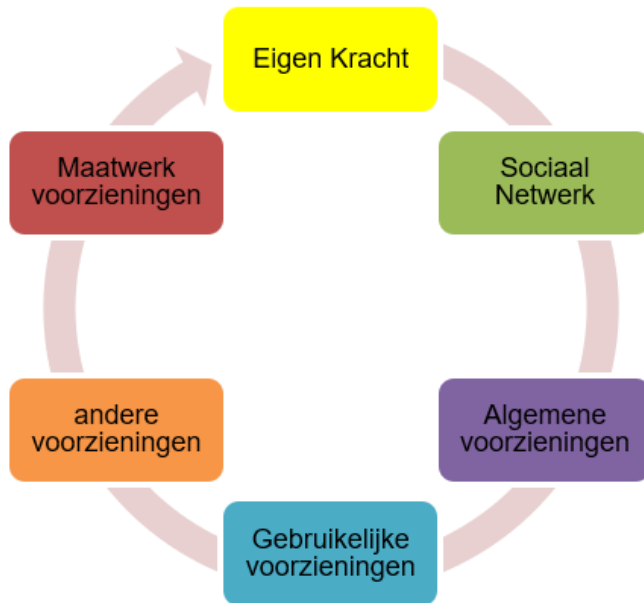 Eigen Kracht
Sociaal
Netwerk
Algemene
voorzieningen
Gebruikelijke
voorzieningen
andere
voorzieningen
Maatwerk
voorzieningen